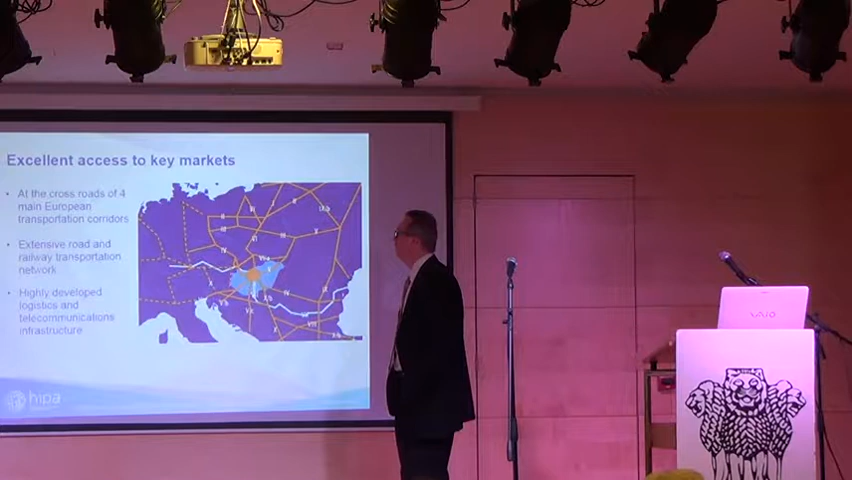 Excellent access to key markets
• At the cross roads of 4
main European
transportation corridors
• Extensive road and
railway transportation
network
• Highly developed
logistics and
telecommunications
infrastructure
hipa
VAIO